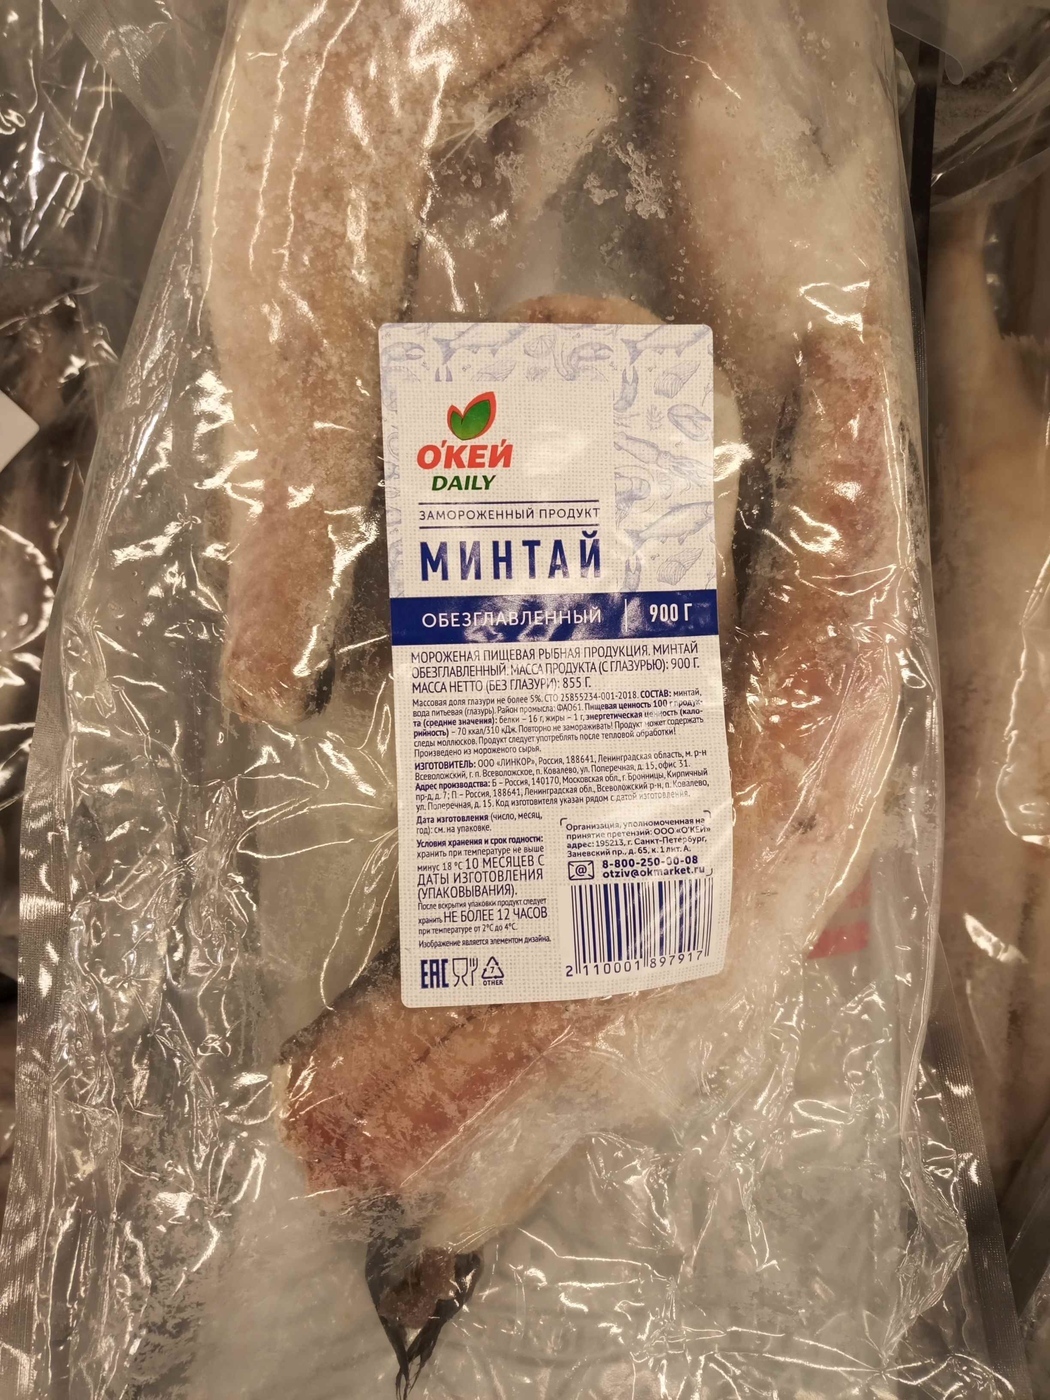 О'КЕЙ
DAILY
ЗАМОРОЖЕННЫЙ ПРОДУКТ
МИНТАЙ
ОБЕЗГЛАВЛЕННЫЙ | 900 Г
МОРОЖЕНАЯ ПИЩЕВАЯ РЫБНАЯ ПРОДУКЦИЯ. МИНТАЙ
ОБЕЗГЛАВЛЕННЫЙ. МАССА ПРОДУКТА (С ГЛАЗУРЬЮ): 900 Г.
МАССА НЕТТО (БЕЗ ГЛАЗУРИ): 855 Г.
Массовая доля глазури не более 5%. СТО 25855234-001-2018. СОСТАВ: минтай,
вода питьевая (глазурь). Район промысла: ФАО61. Пищевая ценность 100 г продук-
та (средние значения): белки – 16 г, жиры – 1 г, энергетическая ценность (кало-
рийность) – 70 ккал/310 кДж. Повторно не замораживать! Продукт может содержать
следы моллюсков. Продукт следует употреблять после тепловой обработки!
Произведено из мороженого сырья.
ИЗГОТОВИТЕЛЬ: ООО «ЛИНКОР», Россия, 188641, Ленинградская область, м. р-н
Всеволожский, г. п. Всеволожское, п. Ковалево, ул. Поперечная, д. 15, офис 31.
Адрес производства: Б – Россия, 140170, Московская обл., г. Бронницы, Кирпичный
пр-д, д. 7; П – Россия, 188641, Ленинградская обл., Всеволожский р-н, п. Ковалево,
ул. Поперечная, д. 15. Код изготовителя указан рядом с датой изготовления.
Дата изготовления (число, месяц,
год): см. на упаковке.
Условия хранения и срок годности:
хранить при температуре не выше
минус 18 °С 10 МЕСЯЦЕВ С
ДАТЫ ИЗГОТОВЛЕНИЯ
(УПАКОВЫВАНИЯ).
После вскрытия упаковки продукт следует
хранить НЕ БОЛЕЕ 12 ЧАСОВ
при температуре от 2°С до 4°С.
Изображение является элементом дизайна.
Организация, уполномоченная на
принятие претензий: ООО «О'КЕЙ»
адрес: 195213, г. Санкт-Петербург,
Заневский пр., д. 65, к. 1 лит. А,
8-800-250-00-08
otziv@okmarket.ru
EAC
7
OTHER
2 110001 897917